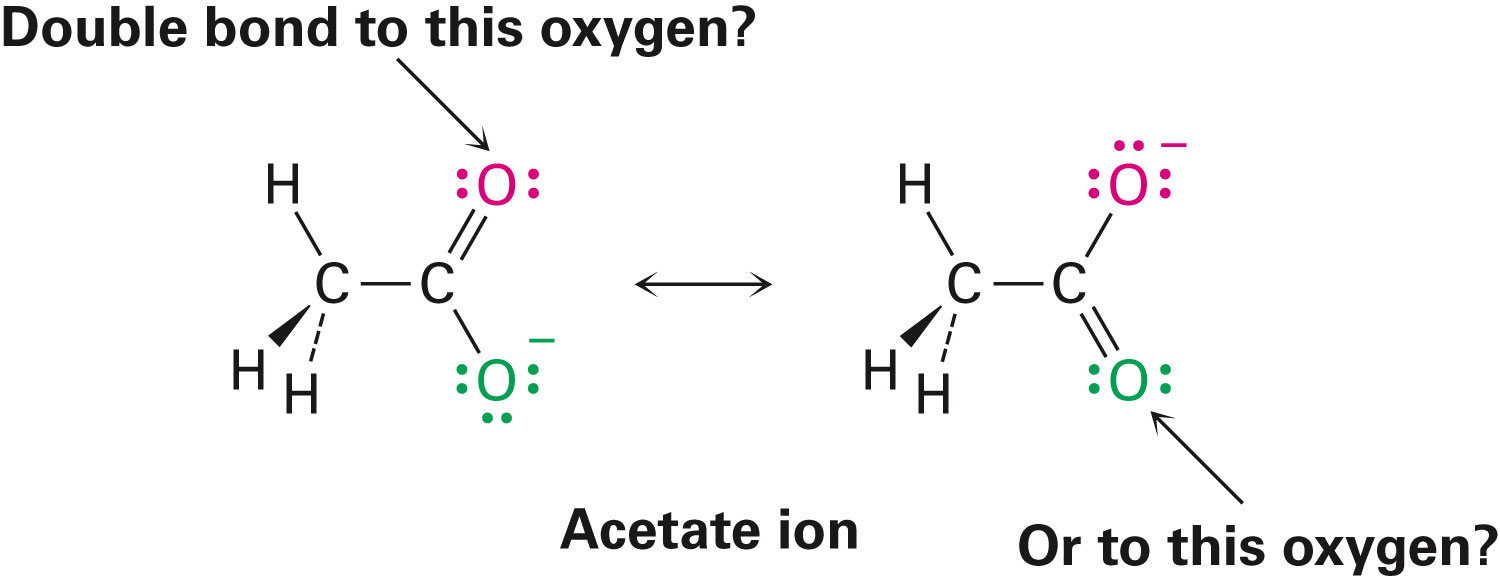 Double bond to this oxygen?
H
O
H
O −
C
C
C
C
H
H
O −
H
H
O
Acetate ion
Or to this oxygen?